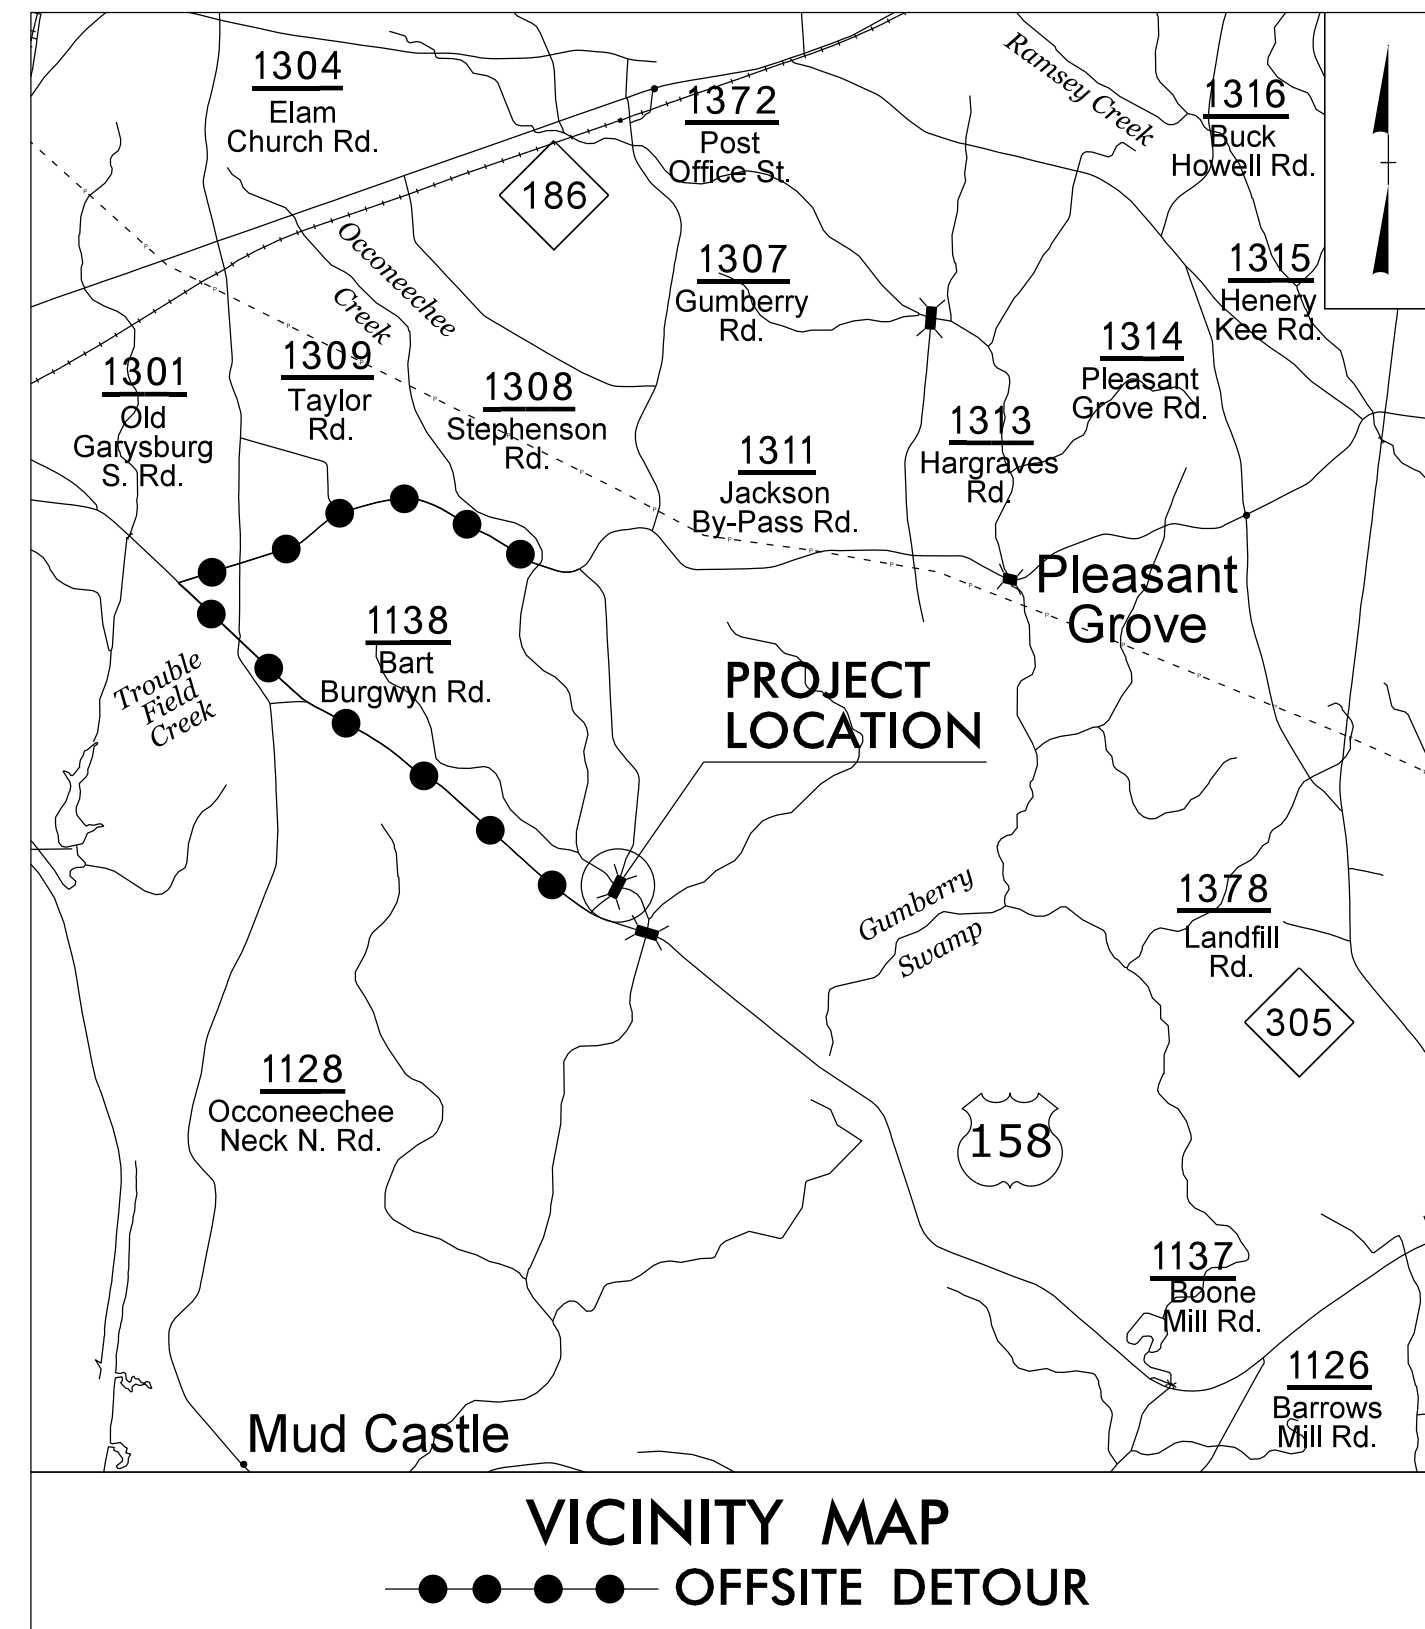 1304
Elam
Church Rd.
186
1372
Post
Office St.
Ramsey Creek
1316
Buck
Howell Rd.
Occoneechee
Creek
1307
Gumberry
Rd.
1315
Henery
Kee Rd.
1301
Old
Garysburg
S. Rd.
1309
Taylor
Rd.
1308
Stephenson
Rd.
1311
Jackson
By-Pass Rd.
1313
Hargraves
Rd.
1314
Pleasant
Grove Rd.
Pleasant
Grove
1138
Bart
Burgwyn Rd.
Trouble
Field
Creek
PROJECT
LOCATION
Gumberry
Swamp
1378
Landfill
Rd.
305
1128
Occoneechee
Neck N. Rd.
158
1137
Boone
Mill Rd.
1126
Barrows
Mill Rd.
Mud Castle
VICINITY MAP
OFFSITE DETOUR